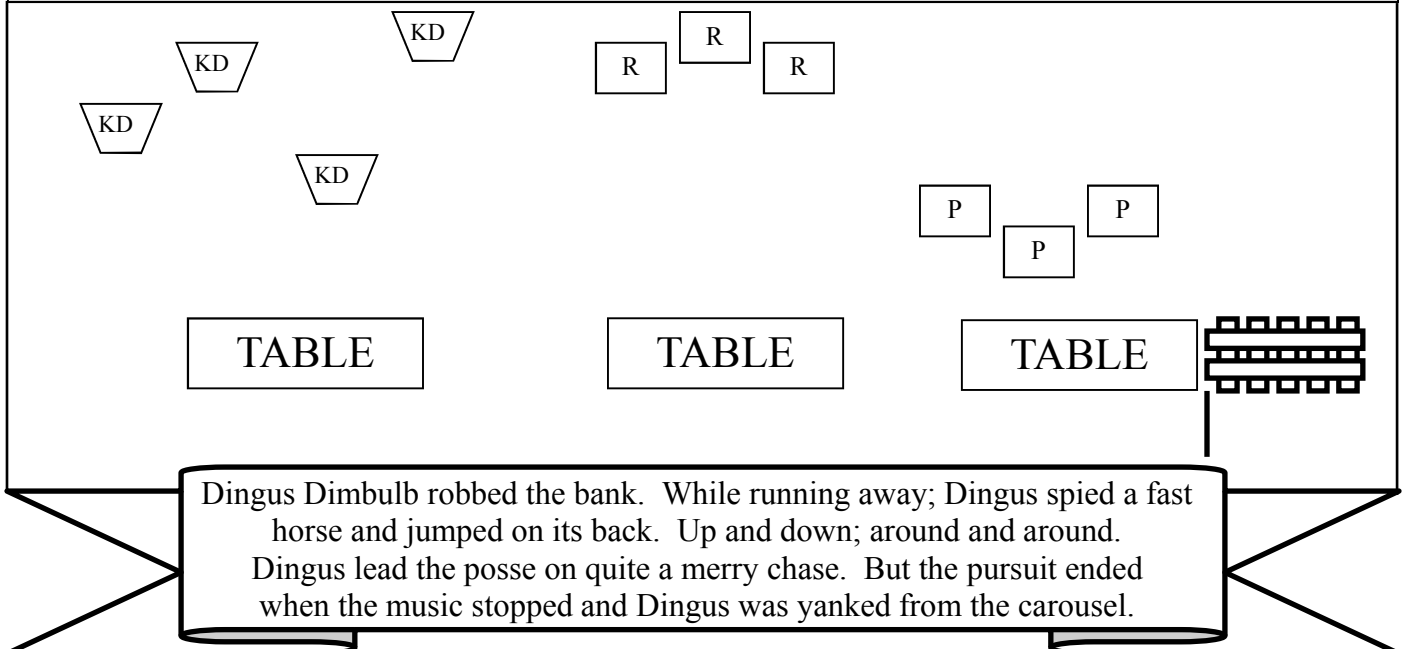 KD
R
KD
R
R
KD
KD
P
P
P
TABLE
TABLE
TABLE
Dingus Dimbulb robbed the bank.  While running away; Dingus spied a fast
horse and jumped on its back.  Up and down; around and around.
Dingus lead the posse on quite a merry chase.  But the pursuit ended
when the music stopped and Dingus was yanked from the carousel.